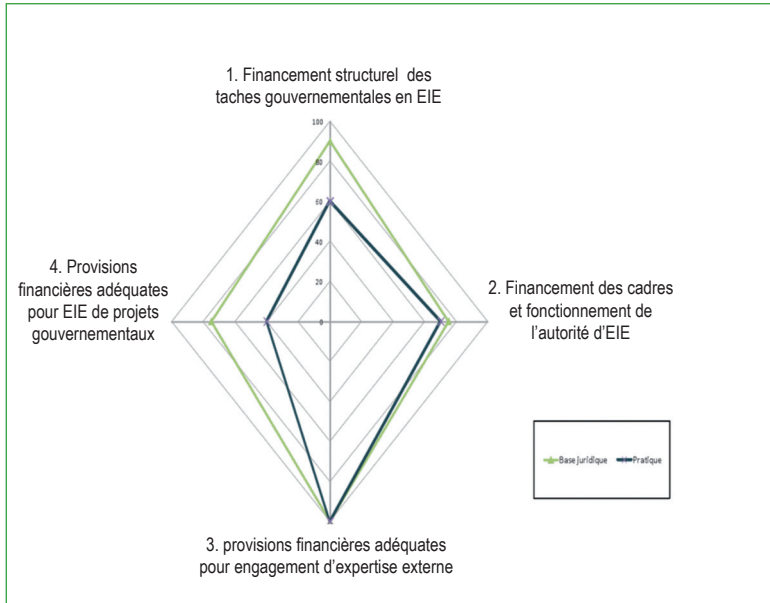 1. Financement structurel des
taches gouvernementales en EIE
100
80
60
40
20
0
4. Provisions
financières adéquates
pour EIE de projets
gouvernementaux
2. Financement des cadres
et fonctionnement de
l'autorité d'EIE
Base juridique
Pratique
3. provisions financières adéquates
pour engagement d'expertise externe